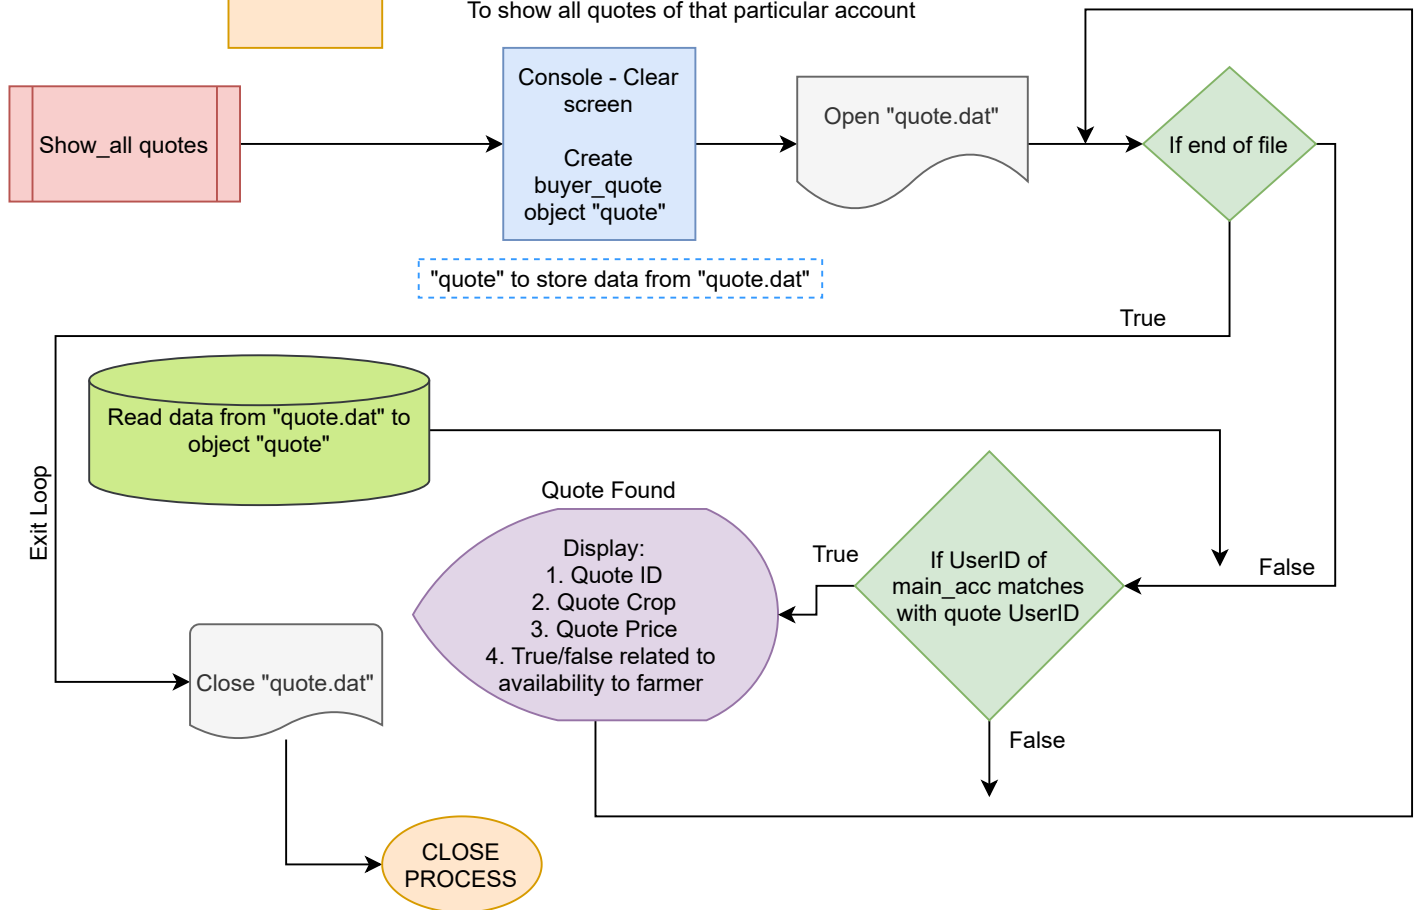 To show all quotes of that particular account
Show_all quotes
Console - Clear
screen
Create
buyer_quote
object "quote"
Open "quote.dat"
If end of file
"quote" to store data from "quote.dat"
True
Read data from "quote.dat" to
object "quote"
Exit Loop
Quote Found
Display:
1. Quote ID
2. Quote Crop
3. Quote Price
4. True/false related to
availability to farmer
True
If UserID of
main_acc matches
with quote UserID
False
False
Close "quote.dat"
CLOSE
PROCESS